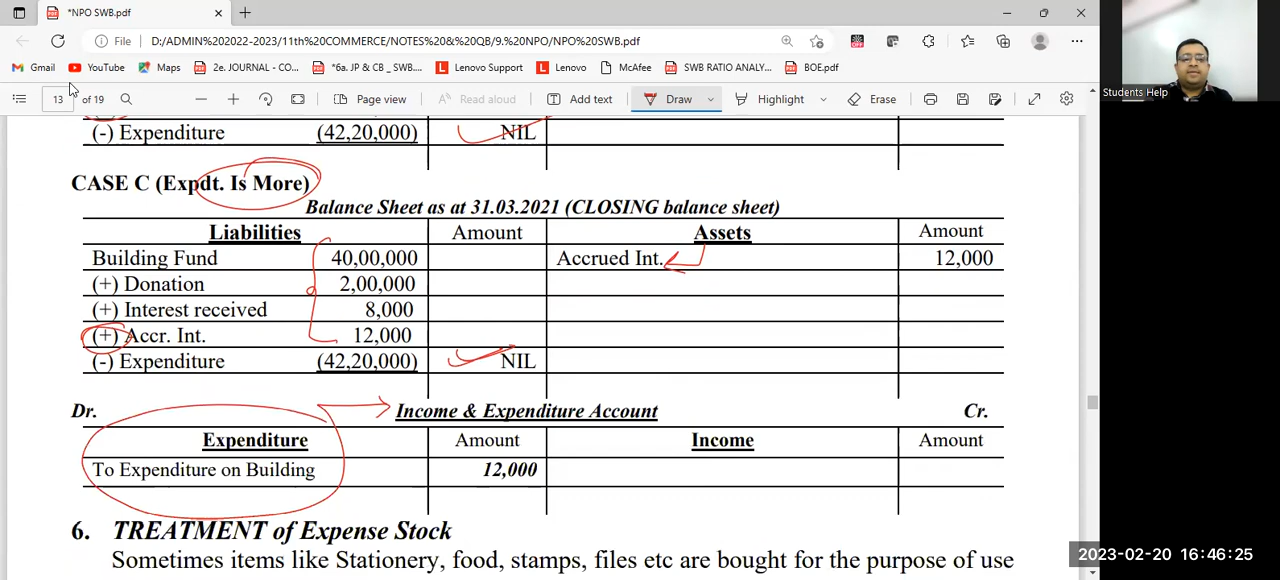 *NPO SWB.pdf
File D:/ADMIN%202022-2023/11th%20COMMERCE/NOTES%20&%20QB/9.%20NPO/NPO%20SWB.pdf
Gmail YouTube Maps 2e. JOURNAL - CO... *6a. JP & CB _ SWB.... Lenovo Support Lenovo McAfee SWB RATIO ANALY... BOE.pdf
13 of 19 Page view Read aloud Add text Draw Highlight Erase
Students Help
(-) Expenditure (42,20,000) NIL
CASE C (Expdt. Is More)
Balance Sheet as at 31.03.2021 (CLOSING balance sheet)
Liabilities Amount Assets Amount
Building Fund 40,00,000 Accrued Int. 12,000
(+) Donation 2,00,000
(+) Interest received 8,000
(+) Accr. Int. 12,000
(-) Expenditure (42,20,000) NIL
Dr. Income & Expenditure Account Cr.
Expenditure Amount Income Amount
To Expenditure on Building 12,000
6. TREATMENT of Expense Stock
Sometimes items like Stationery, food, stamps, files etc are bought for the purpose of use
2023-02-20 16:46:25